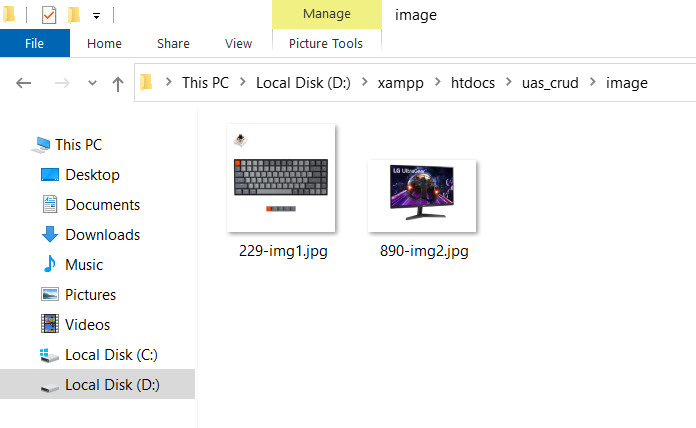 Manage
image
File
Home
Share
View
Picture Tools
This PC > Local Disk (D:) > xampp > htdocs > uas_crud > image
This PC
Desktop
Documents
Downloads
Music
Pictures
Videos
Local Disk (C:)
Local Disk (D:)
LG UltraGear
229-img1.jpg
890-img2.jpg